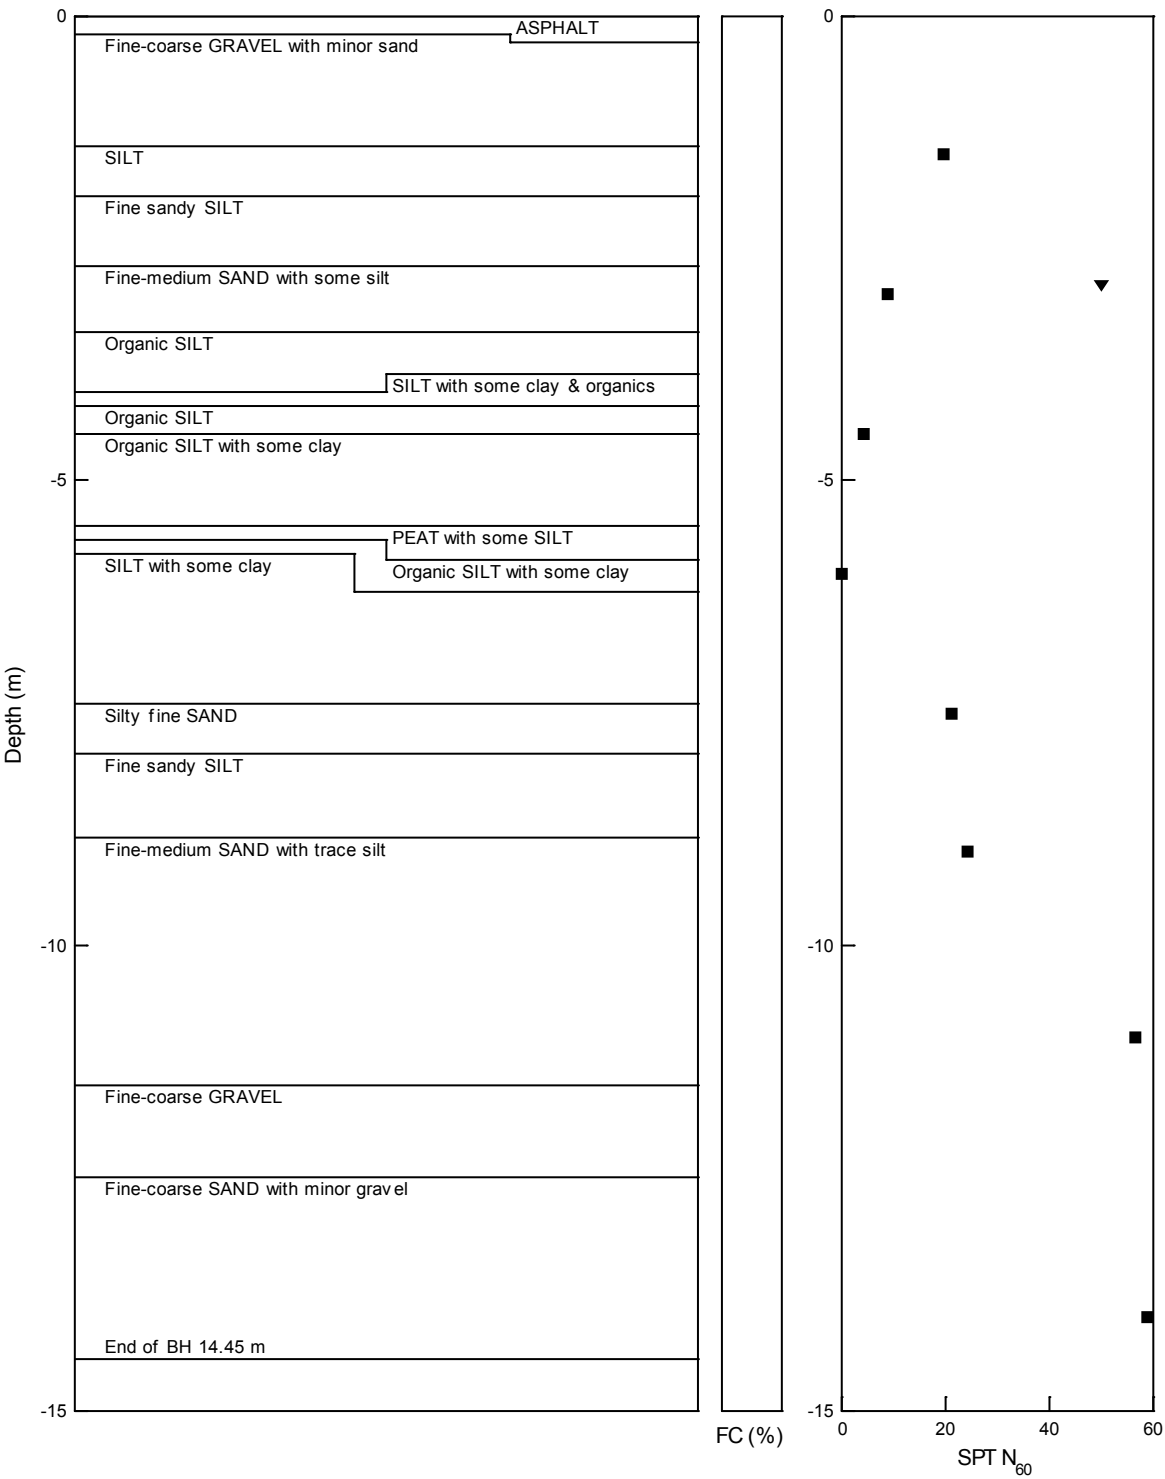 0
ASPHALT
Fine-coarse GRAVEL with minor sand
SILT
Fine sandy SILT
Fine-medium SAND with some silt
Organic SILT
SILT with some clay & organics
Organic SILT
Organic SILT with some clay
-5
PEAT with some SILT
SILT with some clay
Organic SILT with some clay
Silty fine SAND
Fine sandy SILT
Fine-medium SAND with trace silt
-10
Fine-coarse GRAVEL
Fine-coarse SAND with minor gravel
End of BH 14.45 m
-15
Depth (m)
FC (%)
0
-5
-10
-15
0 20 40 60
SPT N60